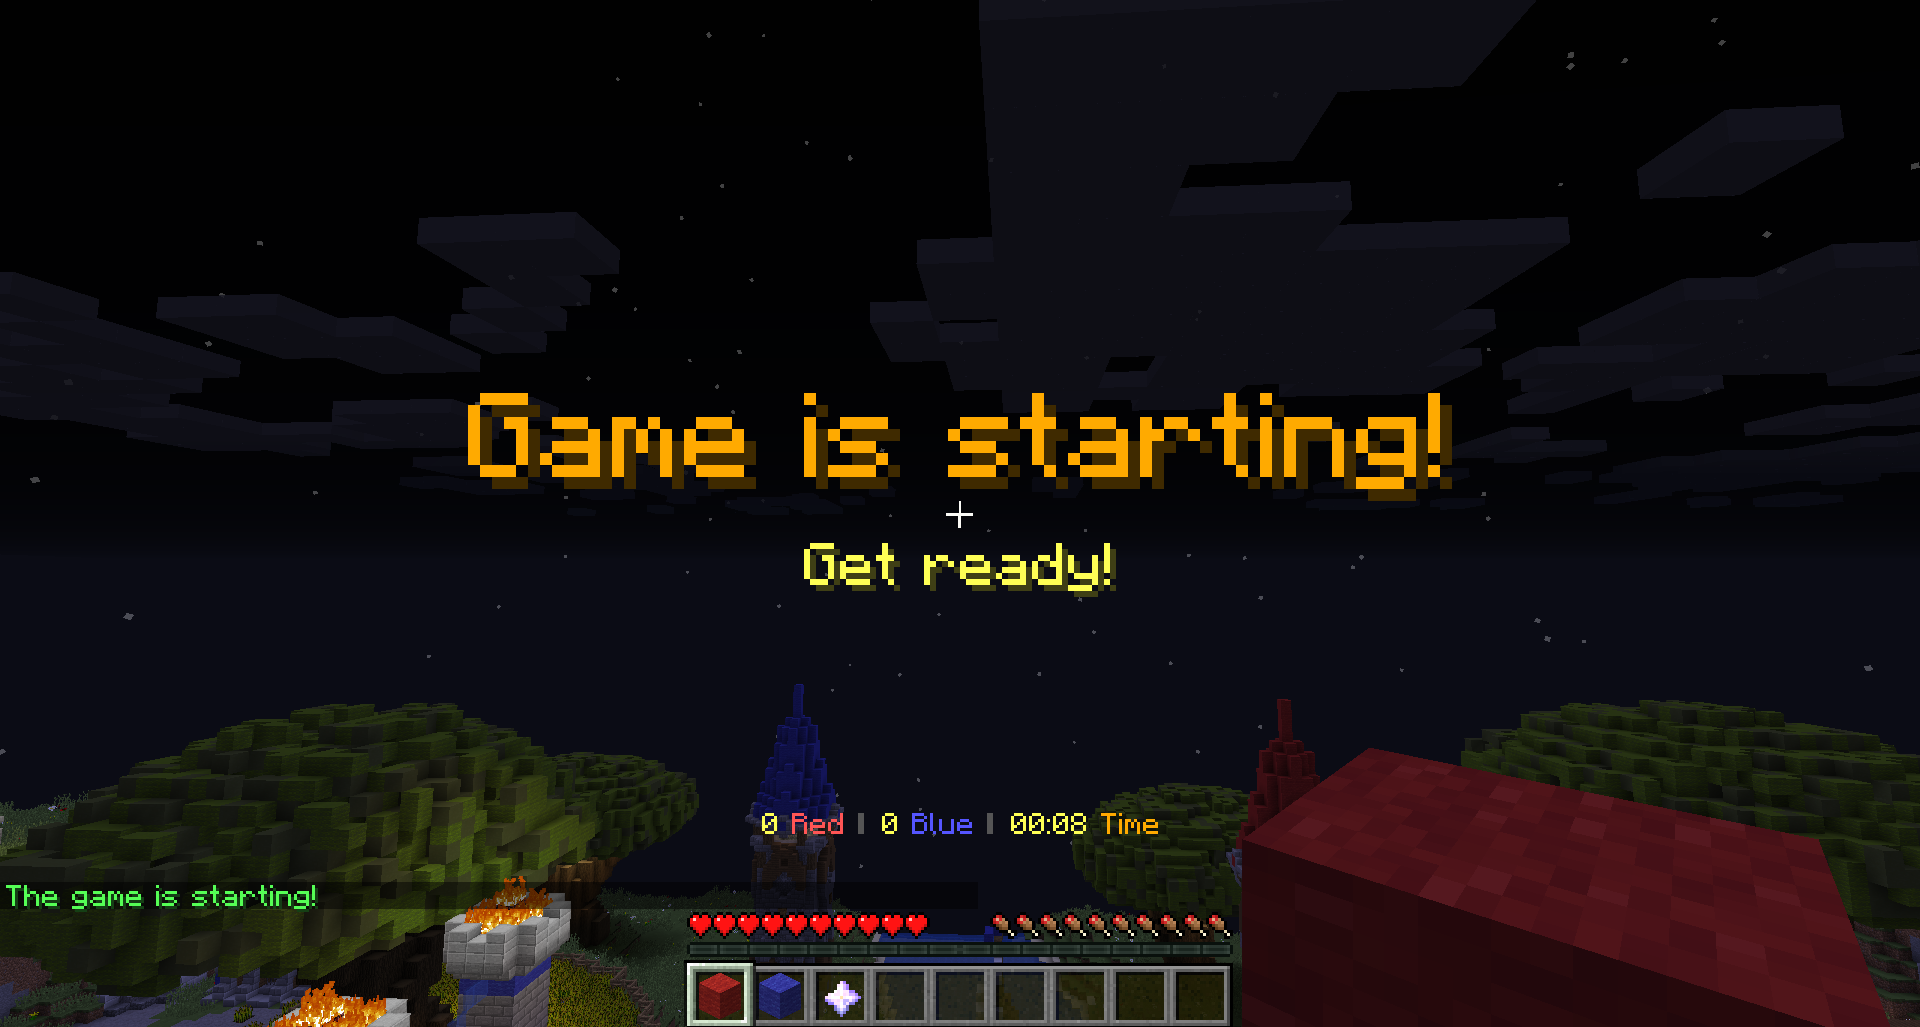 Game is starting!
Get ready!
0 Red | 0 Blue | 00:08 Time
The game is starting!